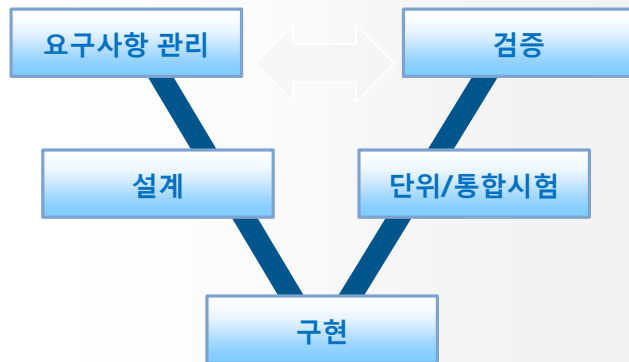 요구사항 관리
검증
설계
단위/통합시험
구현